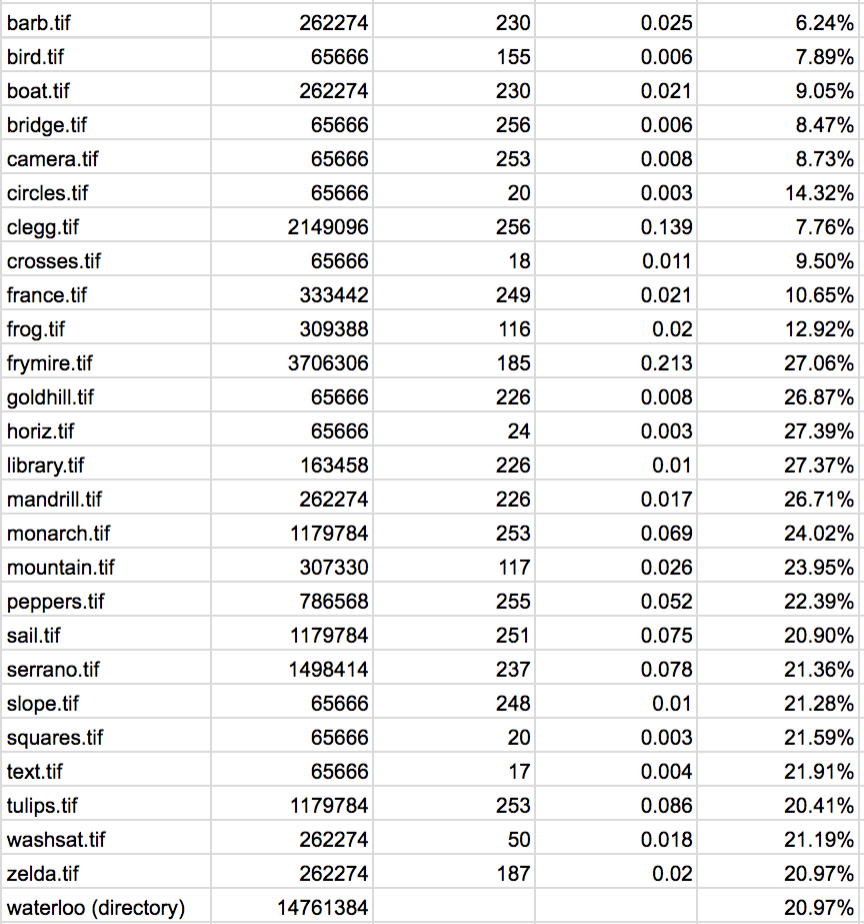 barb.tif 262274 230 0.025 6.24%
bird.tif 65666 155 0.006 7.89%
boat.tif 262274 230 0.021 9.05%
bridge.tif 65666 256 0.006 8.47%
camera.tif 65666 253 0.008 8.73%
circles.tif 65666 20 0.003 14.32%
clegg.tif 2149096 256 0.139 7.76%
crosses.tif 65666 18 0.011 9.50%
france.tif 333442 249 0.021 10.65%
frog.tif 309388 116 0.02 12.92%
frymire.tif 3706306 185 0.213 27.06%
goldhill.tif 65666 226 0.008 26.87%
horiz.tif 65666 24 0.003 27.39%
library.tif 163458 226 0.01 27.37%
mandrill.tif 262274 226 0.017 26.71%
monarch.tif 1179784 253 0.069 24.02%
mountain.tif 307330 117 0.026 23.95%
peppers.tif 786568 255 0.052 22.39%
sail.tif 1179784 251 0.075 20.90%
serrano.tif 1498414 237 0.078 21.36%
slope.tif 65666 248 0.01 21.28%
squares.tif 65666 20 0.003 21.59%
text.tif 65666 17 0.004 21.91%
tulips.tif 1179784 253 0.086 20.41%
washsat.tif 262274 50 0.018 21.19%
zelda.tif 262274 187 0.02 20.97%
waterloo (directory) 14761384 20.97%